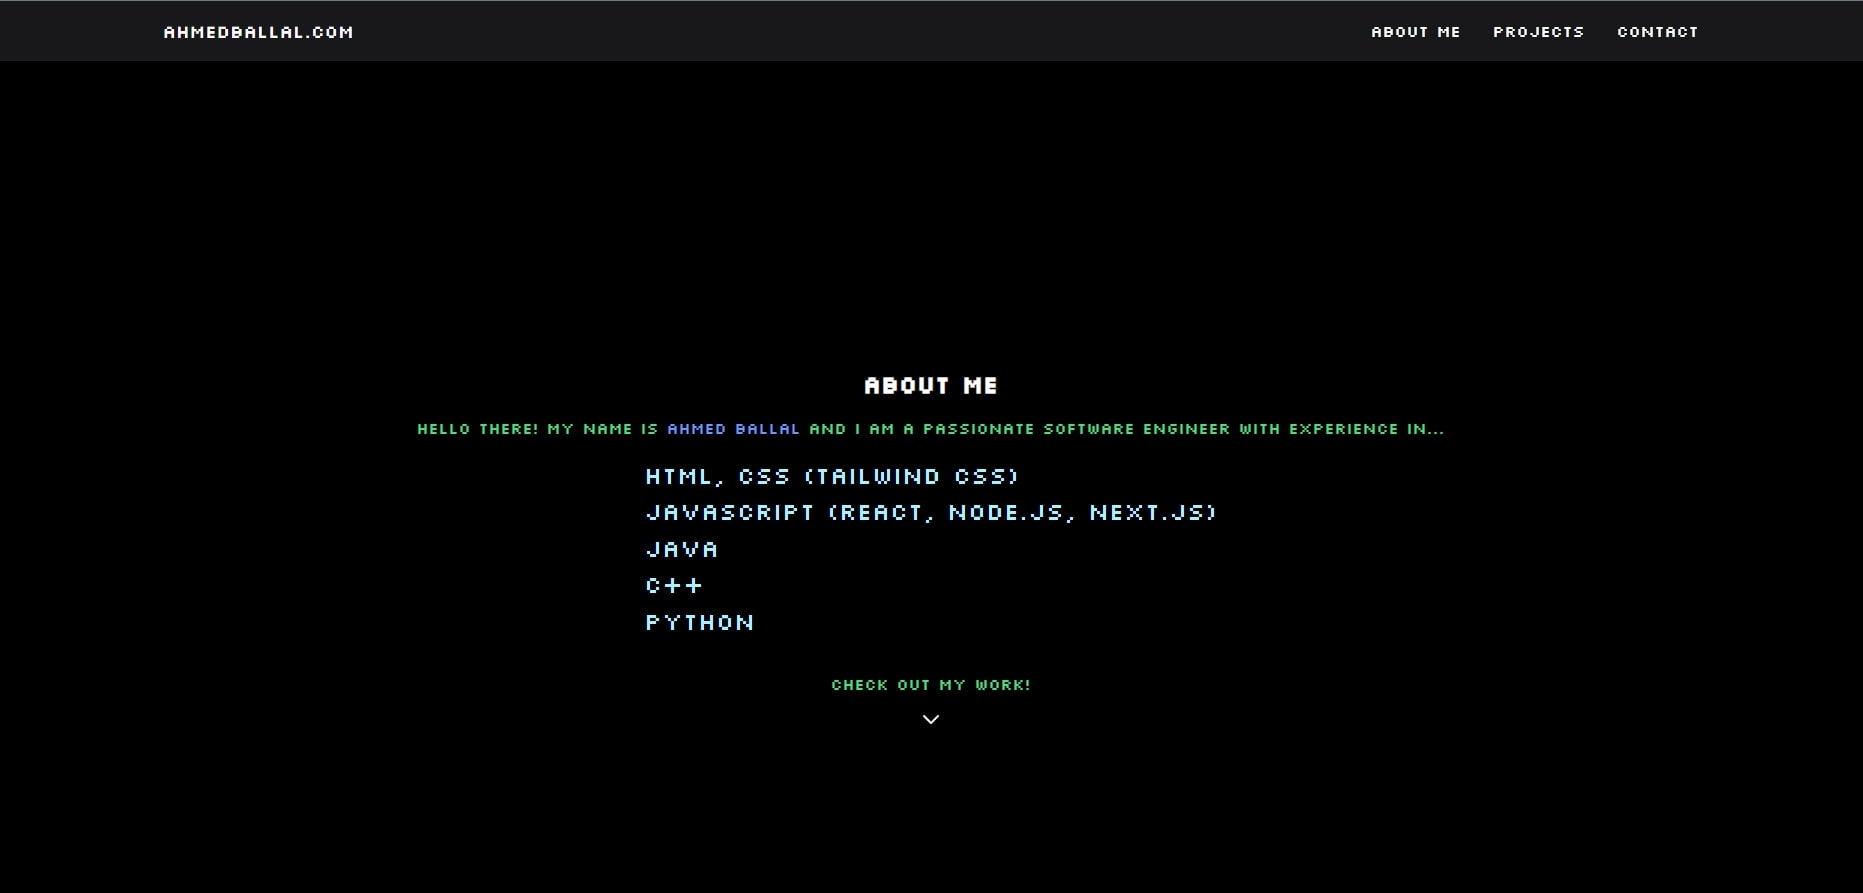 AHMEDBALLAL.COM
ABOUT ME PROJECTS CONTACT
ABOUT ME
HELLO THERE! MY NAME IS AHMED BALLAL AND I AM A PASSIONATE SOFTWARE ENGINEER WITH EXPERIENCE IN...
HTML, CSS (TAILWIND CSS)
JAVASCRIPT (REACT, NODE.JS, NEXT.JS)
JAVA
C++
PYTHON
CHECK OUT MY WORK!